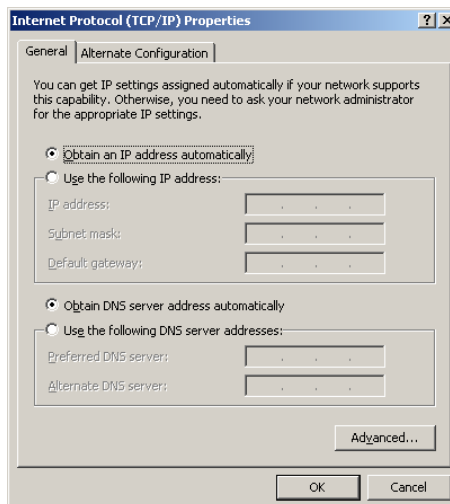 Internet Protocol (TCP/IP) Properties
General
Alternate Configuration
You can get IP settings assigned automatically if your network supports
this capability. Otherwise, you need to ask your network administrator
for the appropriate IP settings.
Obtain an IP address automatically
Use the following IP address:
IP address:
Subnet mask:
Default gateway:
Obtain DNS server address automatically
Use the following DNS server addresses:
Preferred DNS server:
Alternate DNS server:
Advanced...
OK
Cancel